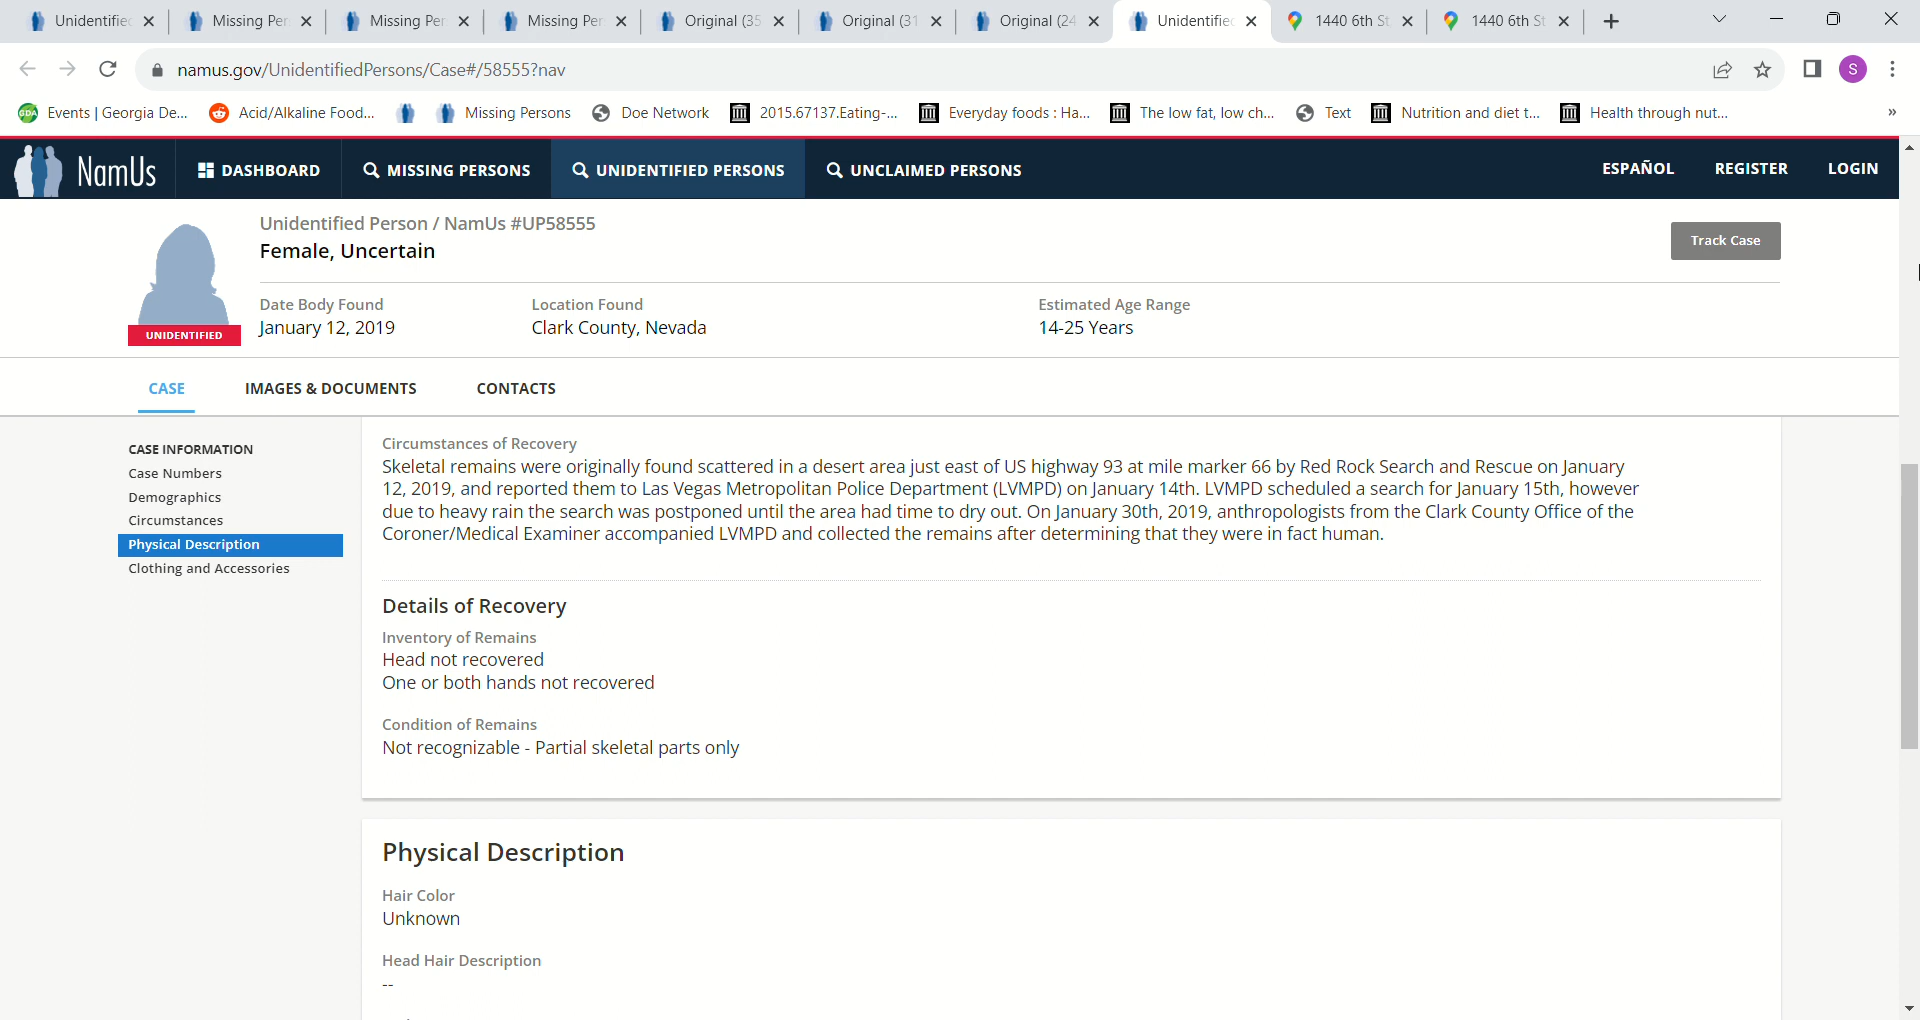 Unidentified
Missing Per
Missing Per
Missing Per
Original (35
Original (31
Original (24
Unidentified
1440 6th St
1440 6th St
namus.gov/UnidentifiedPersons/Case#/58555?nav
S
GDA
Events | Georgia De...
Acid/Alkaline Food...
Missing Persons
Doe Network
2015.67137.Eating-...
Everyday foods : Ha...
The low fat, low ch...
Text
Nutrition and diet t...
Health through nut...
»
NamUs
DASHBOARD
MISSING PERSONS
UNIDENTIFIED PERSONS
UNCLAIMED PERSONS
ESPAÑOL
REGISTER
LOGIN
Unidentified Person / NamUs #UP58555
Female, Uncertain
Track Case
UNIDENTIFIED
Date Body Found
January 12, 2019
Location Found
Clark County, Nevada
Estimated Age Range
14-25 Years
CASE
IMAGES & DOCUMENTS
CONTACTS
CASE INFORMATION
Case Numbers
Demographics
Circumstances
Physical Description
Clothing and Accessories
Circumstances of Recovery
Skeletal remains were originally found scattered in a desert area just east of US highway 93 at mile marker 66 by Red Rock Search and Rescue on January
12, 2019, and reported them to Las Vegas Metropolitan Police Department (LVMPD) on January 14th. LVMPD scheduled a search for January 15th, however
due to heavy rain the search was postponed until the area had time to dry out. On January 30th, 2019, anthropologists from the Clark County Office of the
Coroner/Medical Examiner accompanied LVMPD and collected the remains after determining that they were in fact human.
Details of Recovery
Inventory of Remains
Head not recovered
One or both hands not recovered
Condition of Remains
Not recognizable - Partial skeletal parts only
Physical Description
Hair Color
Unknown
Head Hair Description
--